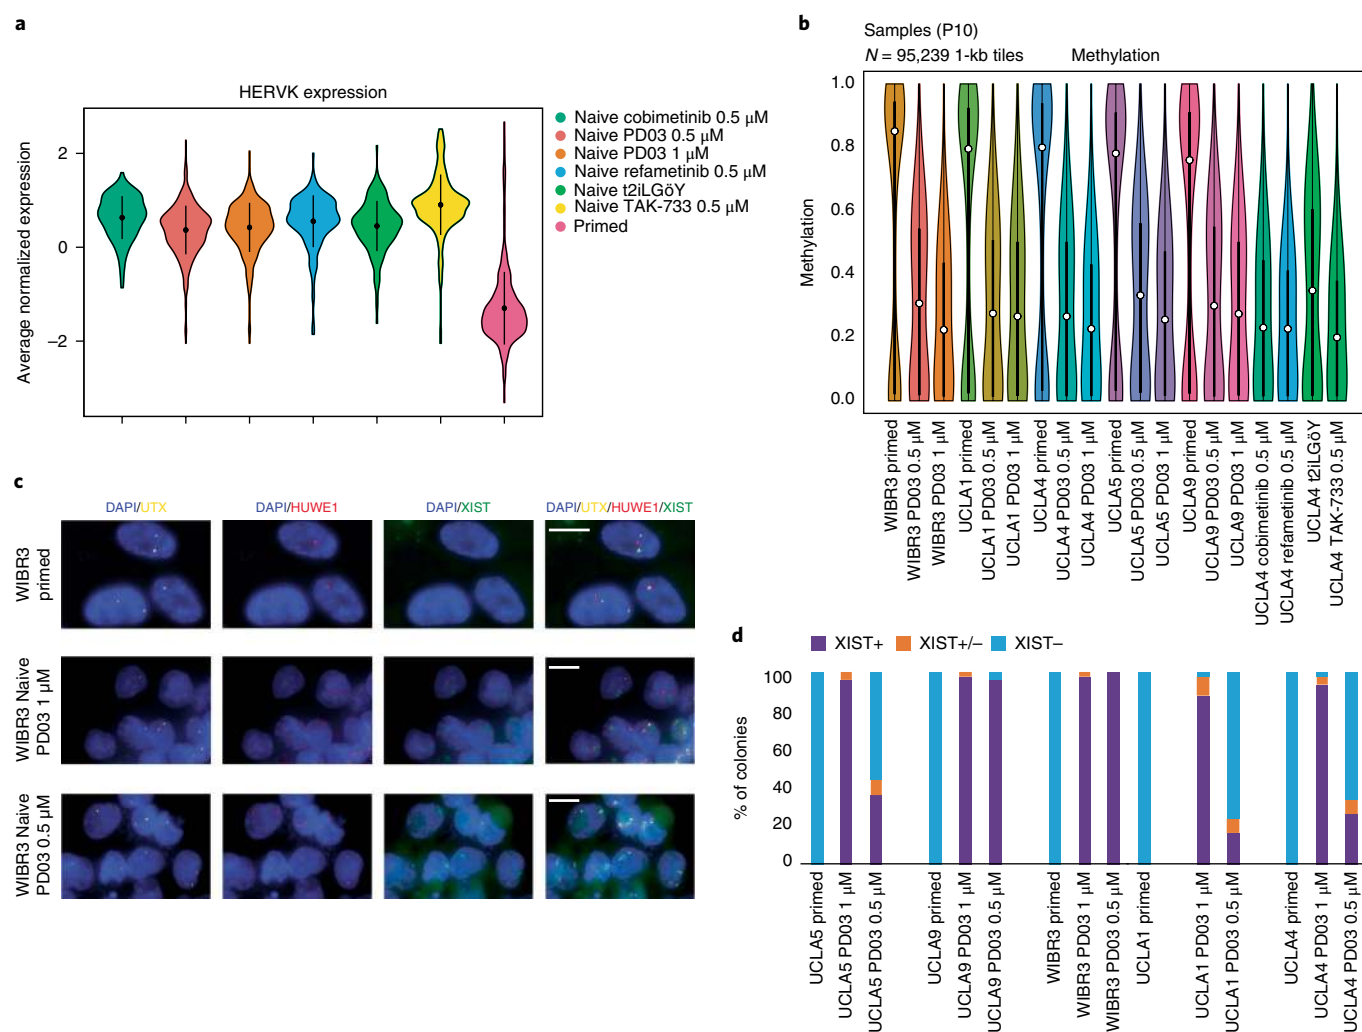 a
HERVK expression
Average normalized expression
2
0
–2
Naive cobimetinib 0.5 μM
Naive PD03 0.5 μM
Naive PD03 1 μM
Naive refametinib 0.5 μM
Naive t2iLGöY
Naive TAK-733 0.5 μM
Primed
b
Samples (P10)
N = 95,239 1-kb tiles
Methylation
Methylation
1.0
0.8
0.6
0.4
0.2
0.0
WIBR3 primed
WIBR3 PD03 0.5 μM
WIBR3 PD03 1 μM
UCLA1 primed
UCLA1 PD03 0.5 μM
UCLA1 PD03 1 μM
UCLA4 primed
UCLA4 PD03 0.5 μM
UCLA4 PD03 1 μM
UCLA5 primed
UCLA5 PD03 0.5 μM
UCLA5 PD03 1 μM
UCLA9 primed
UCLA9 PD03 0.5 μM
UCLA9 PD03 1 μM
UCLA4 cobimetinib 0.5 μM
UCLA4 refametinib 0.5 μM
UCLA4 t2iLGöY
UCLA4 TAK-733 0.5 μM
c
DAPI/UTX
DAPI/HUWE1
DAPI/XIST
DAPI/UTX/HUWE1/XIST
WIBR3
primed
WIBR3 Naive
PD03 1 μM
WIBR3 Naive
PD03 0.5 μM
d
XIST+
XIST+/–
XIST–
% of colonies
100
80
60
40
20
0
UCLA5 primed
UCLA5 PD03 1 μM
UCLA5 PD03 0.5 μM
UCLA9 primed
UCLA9 PD03 1 μM
UCLA9 PD03 0.5 μM
WIBR3 primed
WIBR3 PD03 1 μM
WIBR3 PD03 0.5 μM
UCLA1 primed
UCLA1 PD03 1 μM
UCLA1 PD03 0.5 μM
UCLA4 primed
UCLA4 PD03 1 μM
UCLA4 PD03 0.5 μM